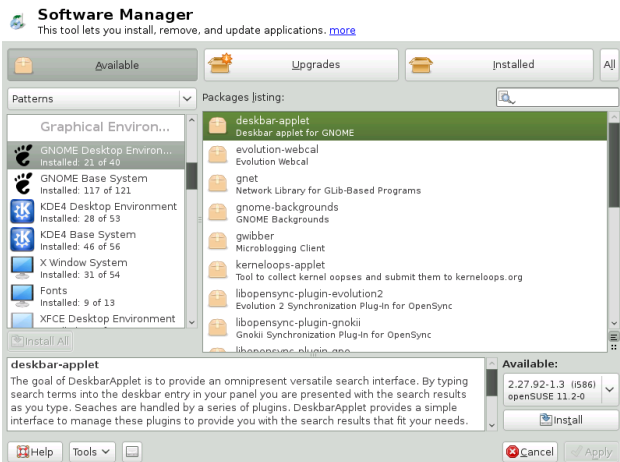 Software Manager
This tool lets you install, remove, and update applications. more
Available
Upgrades
Installed
All
Patterns
Packages listing:
Graphical Environ...
GNOME Desktop Environ...
Installed: 21 of 40
GNOME Base System
Installed: 117 of 121
KDE4 Desktop Environment
Installed: 28 of 53
KDE4 Base System
Installed: 46 of 56
X Window System
Installed: 31 of 54
Fonts
Installed: 9 of 13
XFCE Desktop Environment
Install All
deskbar-applet
Deskbar applet for GNOME
evolution-webcal
Evolution Webcal
gnet
Network Library for GLib-Based Programs
gnome-backgrounds
GNOME Backgrounds
gwibber
Microblogging Client
kerneloops-applet
Tool to collect kernel oopses and submit them to kerneloops.org
libopensync-plugin-evolution2
Evolution 2 Synchronization Plug-In for OpenSync
libopensync-plugin-gnokii
Gnokii Synchronization Plug-In for OpenSync
deskbar-applet
The goal of DeskbarApplet is to provide an omnipresent versatile search interface. By typing
search terms into the deskbar entry in your panel you are presented with the search results
as you type. Seaches are handled by a series of plugins. DeskbarApplet provides a simple
interface to manage these plugins to provide you with the search results that fit your needs.
Available:
2.27.92-1.3 (i586)
openSUSE 11.2-0
Install
Help
Tools
Cancel
Apply